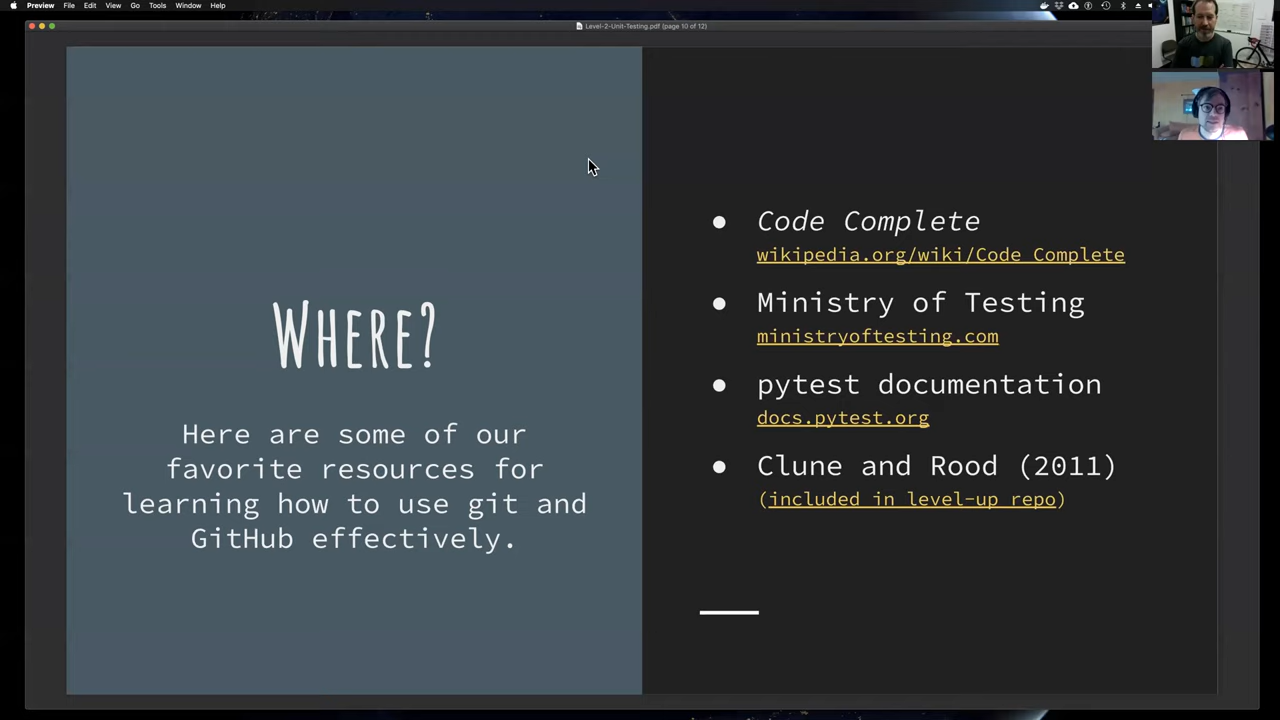 Preview File Edit View Go Tools Window Help
Level-2-Unit-Testing.pdf (page 10 of 12)
WHERE?
Here are some of our
favorite resources for
learning how to use git and
GitHub effectively.
● Code Complete
wikipedia.org/wiki/Code_Complete
● Ministry of Testing
ministryoftesting.com
● pytest documentation
docs.pytest.org
● Clune and Rood (2011)
(included in level-up repo)